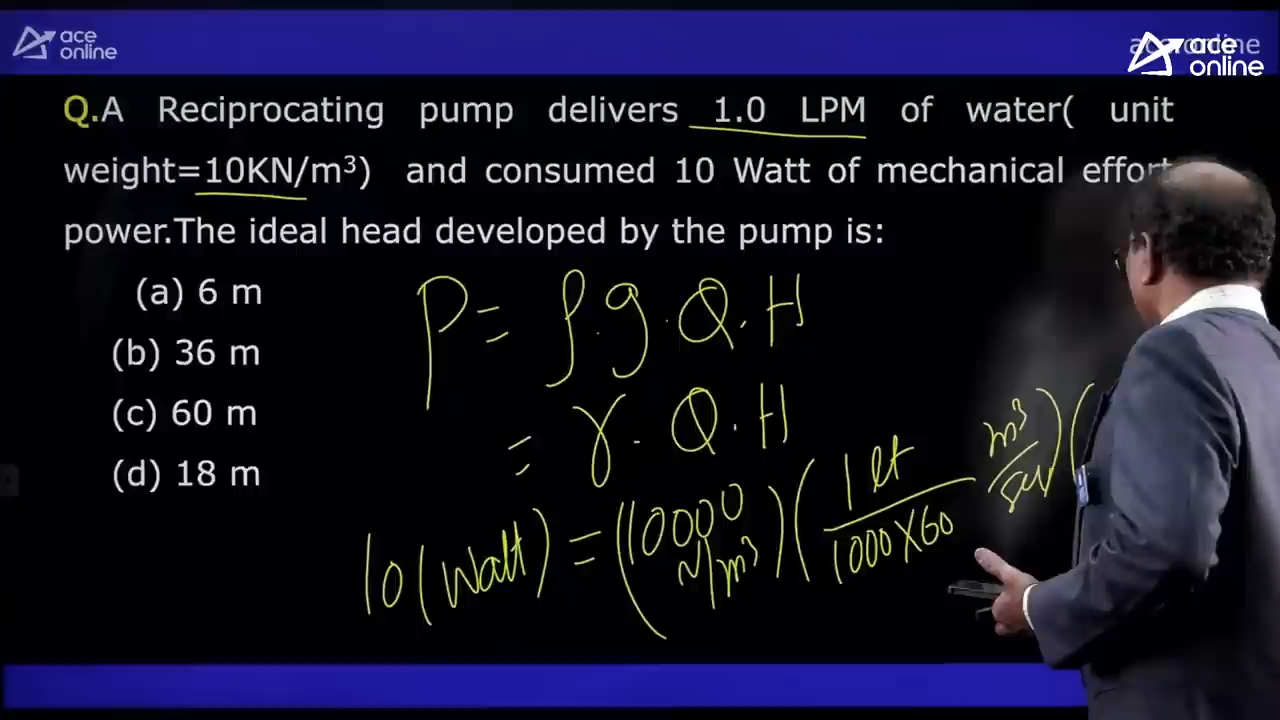 ace online
ace online
Q.A Reciprocating pump delivers 1.0 LPM of water( unit
weight=10KN/m³) and consumed 10 Watt of mechanical effort
power.The ideal head developed by the pump is:
(a) 6 m
(b) 36 m
(c) 60 m
(d) 18 m
P = ρ.g.Q.H
= γ.Q.H
10(Watt) = (10000 N/m³)(1 lt/1000×60 m³/sec)(